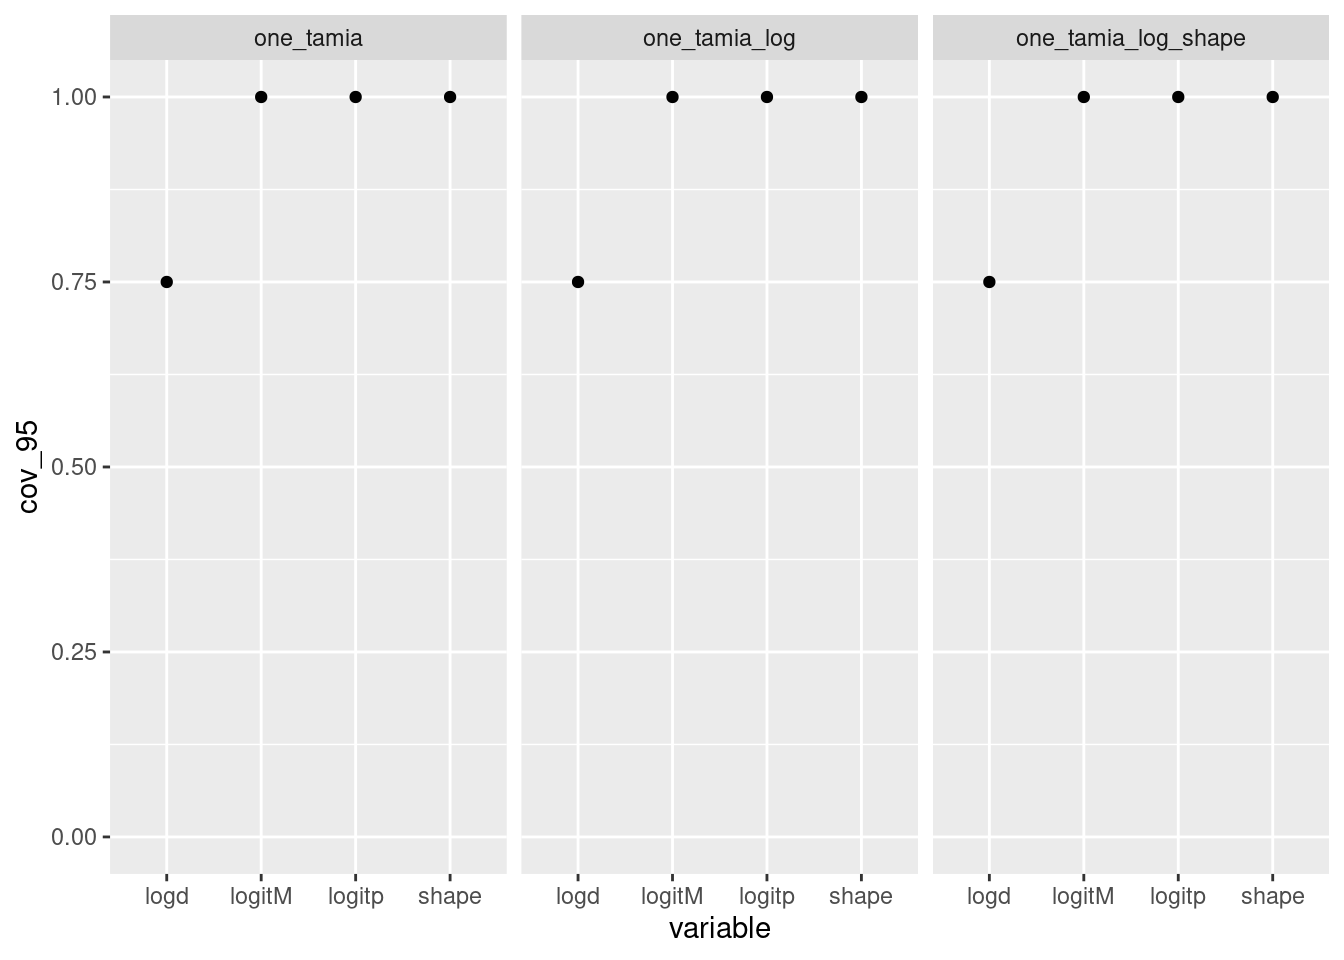 one_tamia one_tamia_log one_tamia_log_shape
1.00
0.75
0.50
0.25
0.00
cov_95
logd logitM logitp shape logd logitM logitp shape logd logitM logitp shape
variable